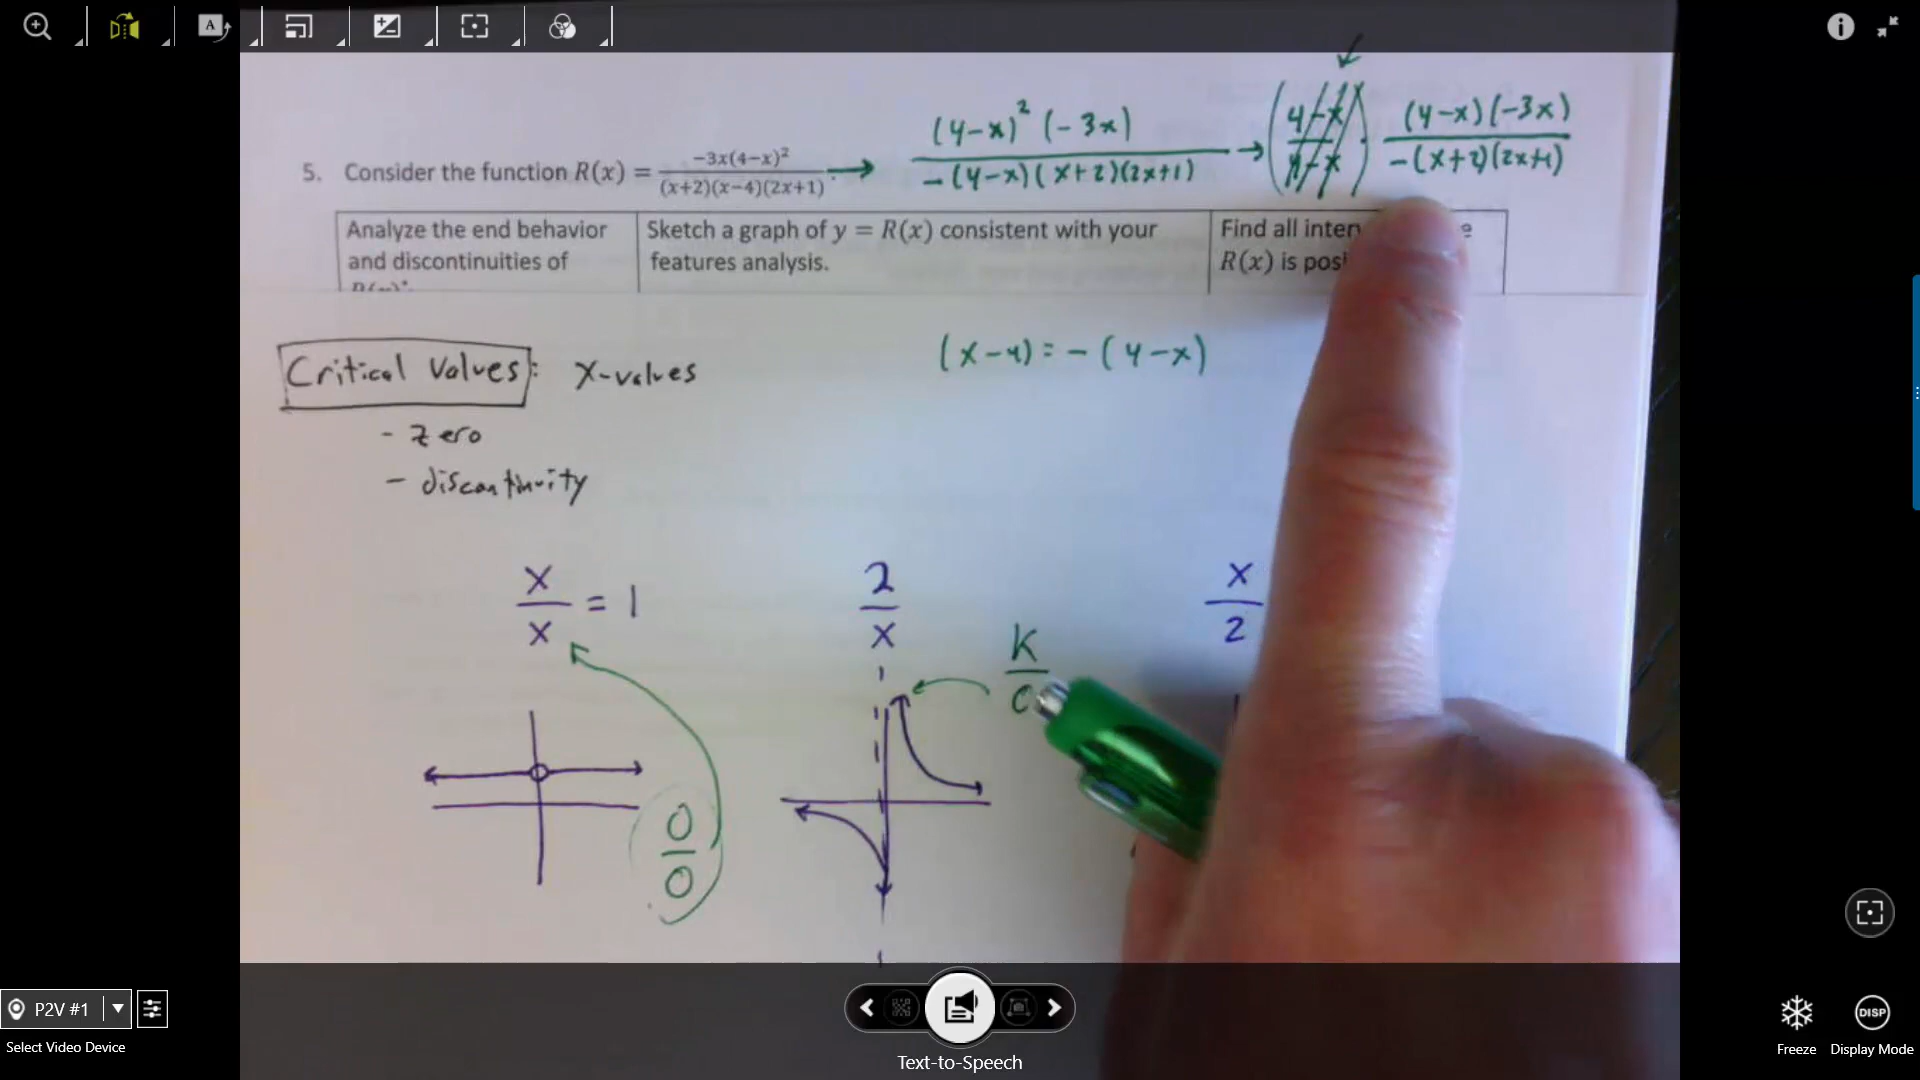 (4-x)² (-3x)
-(4-x)(x+2)(2x+1)
(4-x / 4-x) · (4-x)(-3x)
-(x+2)(2x+1)
5. Consider the function R(x) = -3x(4-x)² / (x+2)(x-4)(2x+1) .
Analyze the end behavior
and discontinuities of
Sketch a graph of y = R(x) consistent with your
features analysis.
Find all
R(x) is
(x-4) = -(4-x)
Critical Values: x-values
- zero
- discontinuity
x/x = 1
2/x
x/2
K/0
0/0
P2V #1
Select Video Device
Text-to-Speech
Freeze
DISP
Display Mode